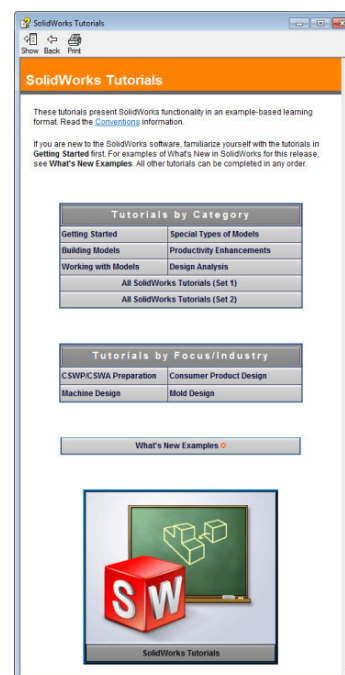 SolidWorks Tutorials
Show Back Print
SolidWorks Tutorials
These tutorials present SolidWorks functionality in an example-based learning
format. Read the Conventions information.
If you are new to the SolidWorks software, familiarize yourself with the tutorials in
Getting Started first. For examples of What's New in SolidWorks for this release,
see What's New Examples. All other tutorials can be completed in any order.
Tutorials by Category
Getting Started Special Types of Models
Building Models Productivity Enhancements
Working with Models Design Analysis
All SolidWorks Tutorials (Set 1)
All SolidWorks Tutorials (Set 2)
Tutorials by Focus/Industry
CSWP/CSWA Preparation Consumer Product Design
Machine Design Mold Design
What's New Examples
S W
SolidWorks Tutorials